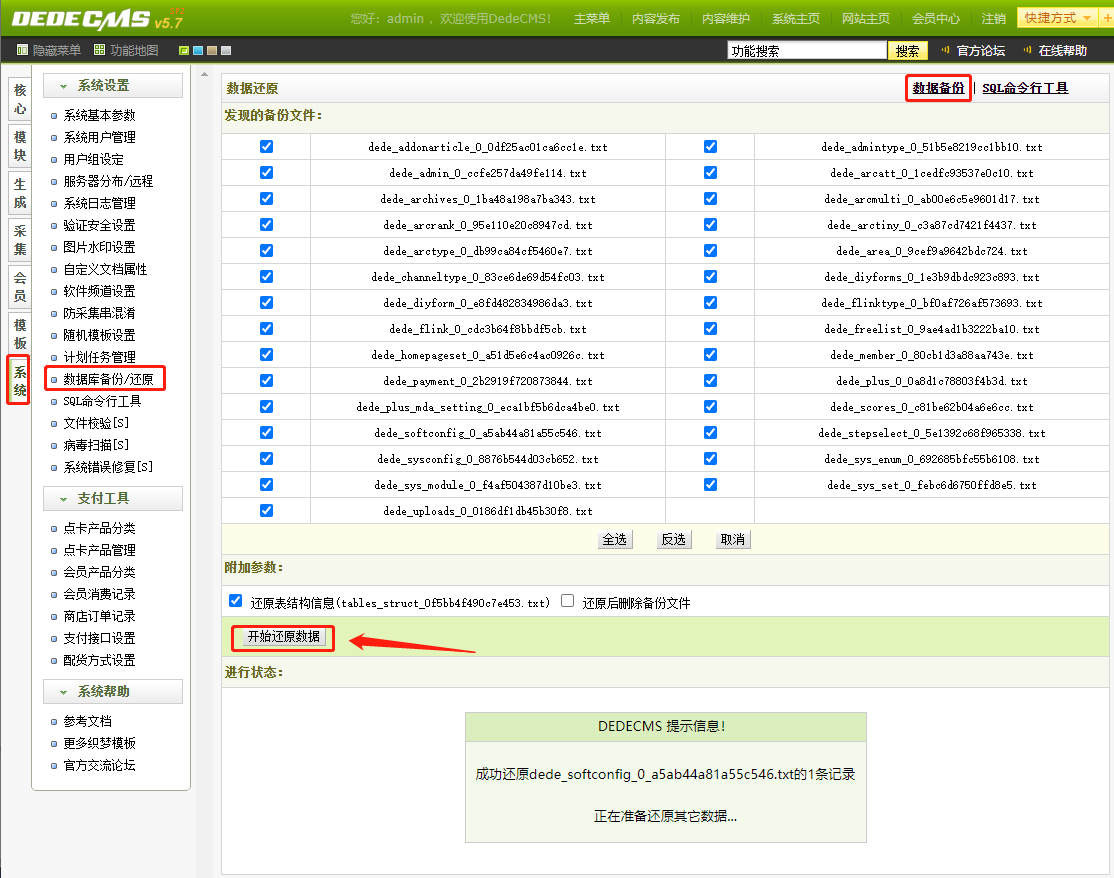 DEDECMS v5.7 SP
您好：admin ，欢迎使用DedeCMS！ 主菜单 内容发布 内容维护 系统主页 网站主页 会员中心 注销 快捷方式 +
隐藏菜单 功能地图 功能搜索 搜索 官方论坛 在线帮助
核心
模块
生成
采集
会员
模板
系统
系统设置
系统基本参数
系统用户管理
用户组设定
服务器分布/远程
系统日志管理
验证安全设置
图片水印设置
自定义文档属性
软件频道设置
防采集串混淆
随机模板设置
计划任务管理
数据库备份/还原
SQL命令行工具
文件校验[S]
病毒扫描[S]
系统错误修复[S]
支付工具
点卡产品分类
点卡产品管理
会员产品分类
会员消费记录
商店订单记录
支付接口设置
配货方式设置
系统帮助
参考文档
更多织梦模板
官方交流论坛
数据还原 数据备份 | SQL命令行工具
发现的备份文件：
dede_addonarticle_0_0df25ac01ca6cc1e.txt dede_admintype_0_51b5e8219cc1bb10.txt
dede_admin_0_ccfe257da49fe114.txt dede_arcatt_0_1cedfc93537e0c10.txt
dede_archives_0_1ba48a198a7ba343.txt dede_arcmulti_0_ab00e6c5e9601d17.txt
dede_arcrank_0_95e110e20c8947cd.txt dede_arctiny_0_c3a87cd7421f4437.txt
dede_arctype_0_db99ca84cf5460e7.txt dede_area_0_9cef9a9642bdc724.txt
dede_channeltype_0_83ce6de69d54fc03.txt dede_diyforms_0_1e3b9dbdc923c893.txt
dede_diyform_0_e8fd482834986da3.txt dede_flinktype_0_bf0af726af573693.txt
dede_flink_0_cdc3b64f8bbdf5cb.txt dede_freelist_0_9ae4ad1b3222ba10.txt
dede_homepageset_0_a51d5e6c4ac0926c.txt dede_member_0_80cb1d3a88aa743e.txt
dede_payment_0_2b2919f720873844.txt dede_plus_0_0a8d1c78803f4b3d.txt
dede_plus_mda_setting_0_eca1bf5b6dca4be0.txt dede_scores_0_c81be62b04a6e6cc.txt
dede_softconfig_0_a5ab44a81a55c546.txt dede_stepselect_0_5e1392c68f965338.txt
dede_sysconfig_0_8876b544d03cb652.txt dede_sys_enum_0_692685bfc55b6108.txt
dede_sys_module_0_f4af504387d10be3.txt dede_sys_set_0_febc6d6750ffd8e5.txt
dede_uploads_0_0186df1db45b30f8.txt
全选 反选 取消
附加参数：
还原表结构信息(tables_struct_0f5bb4f490c7e453.txt) 还原后删除备份文件
开始还原数据
进行状态：
DEDECMS 提示信息！
成功还原dede_softconfig_0_a5ab44a81a55c546.txt的1条记录
正在准备还原其它数据...